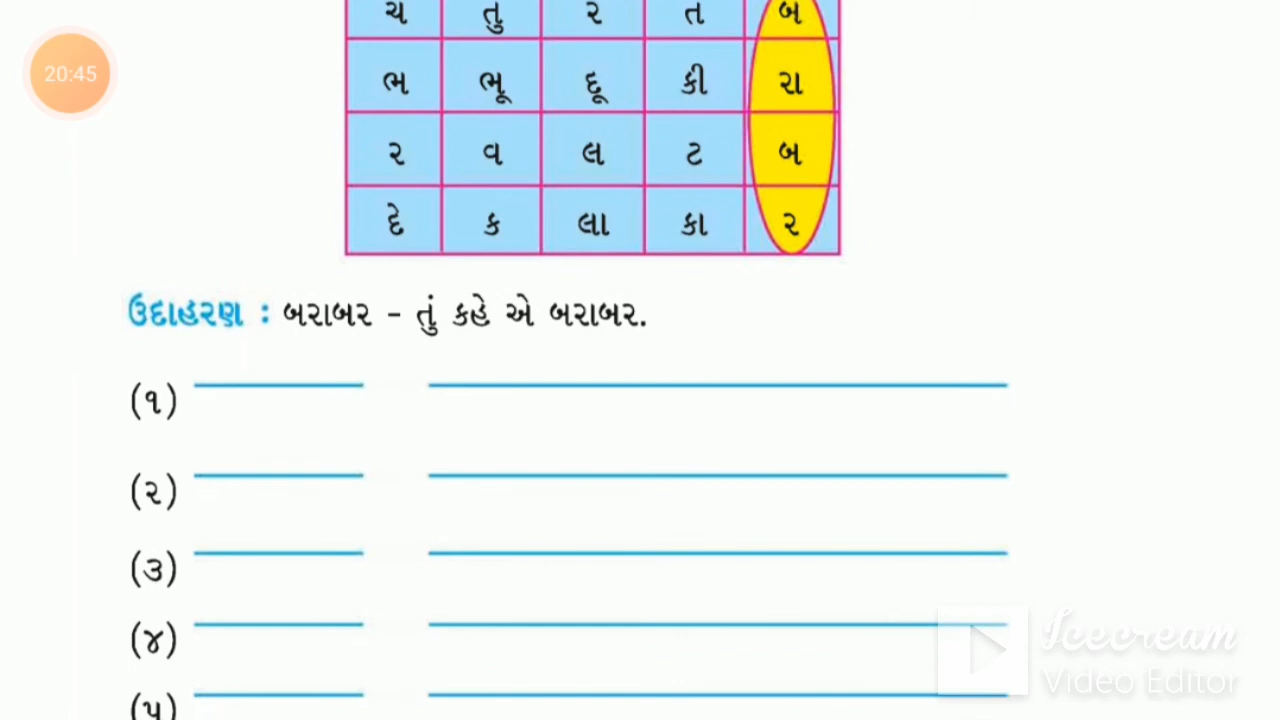 20:45
ચ તુ ર ત બ
ભ ભૂ દૂ કી રા
ર વ લ ટ બ
દે ક લા કા ર
ઉદાહરણ : બરાબર - તું કહે એ બરાબર.
(૧)
(૨)
(૩)
(૪)
(૫)
Icecream
Video Editor